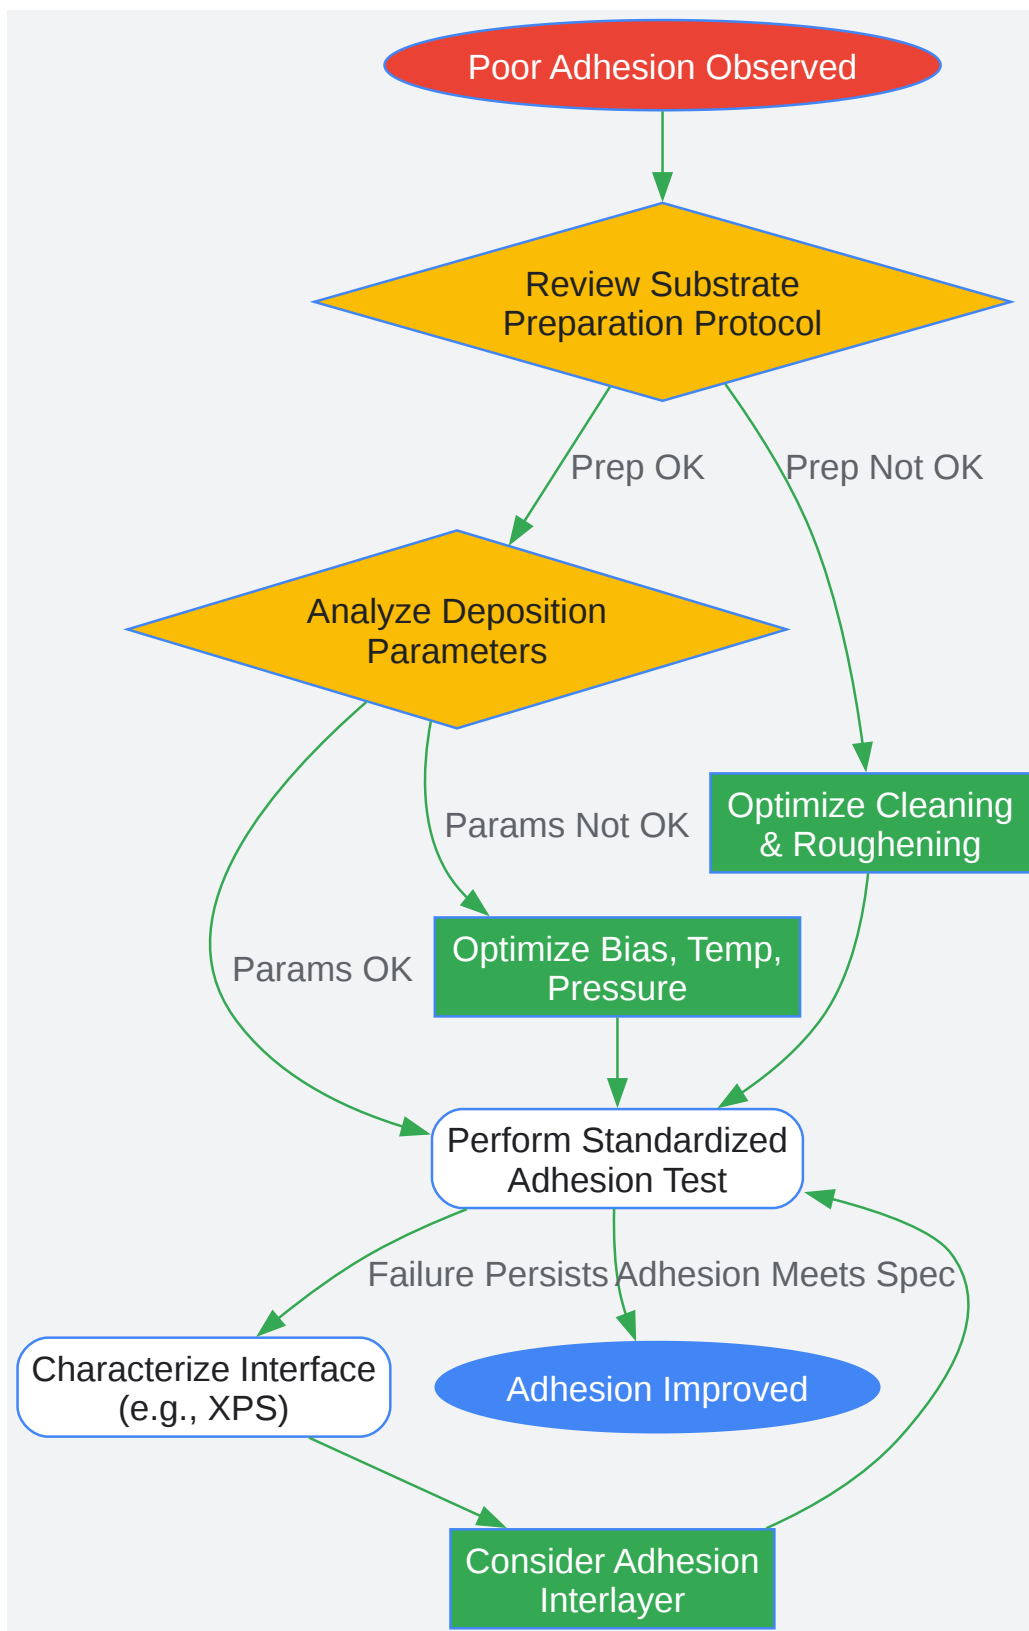 Poor Adhesion Observed
Review Substrate
Preparation Protocol
Prep OK
Prep Not OK
Analyze Deposition
Parameters
Optimize Cleaning
& Roughening
Params Not OK
Optimize Bias, Temp,
Pressure
Params OK
Perform Standardized
Adhesion Test
Failure Persists
Adhesion Meets Spec
Characterize Interface
(e.g., XPS)
Adhesion Improved
Consider Adhesion
Interlayer